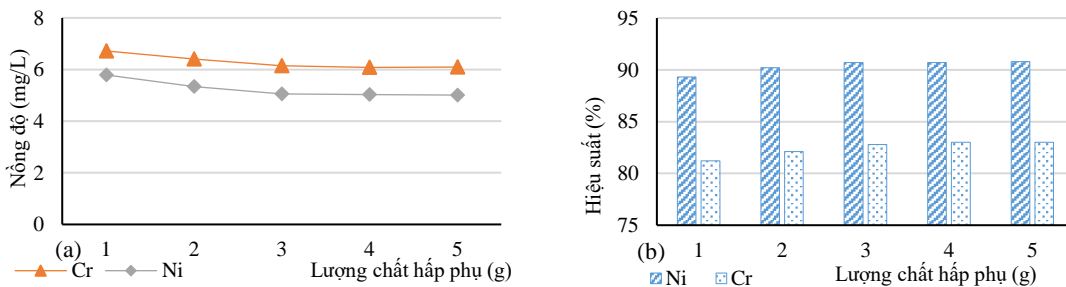 Nồng độ (mg/L)
8
6
4
2
0
(a) 1 2 3 4 5
Cr Ni Lượng chất hấp phụ (g)
Hiệu suất (%)
95
90
85
80
75
(b) 1 2 3 4 5
Ni Cr Lượng chất hấp phụ (g)